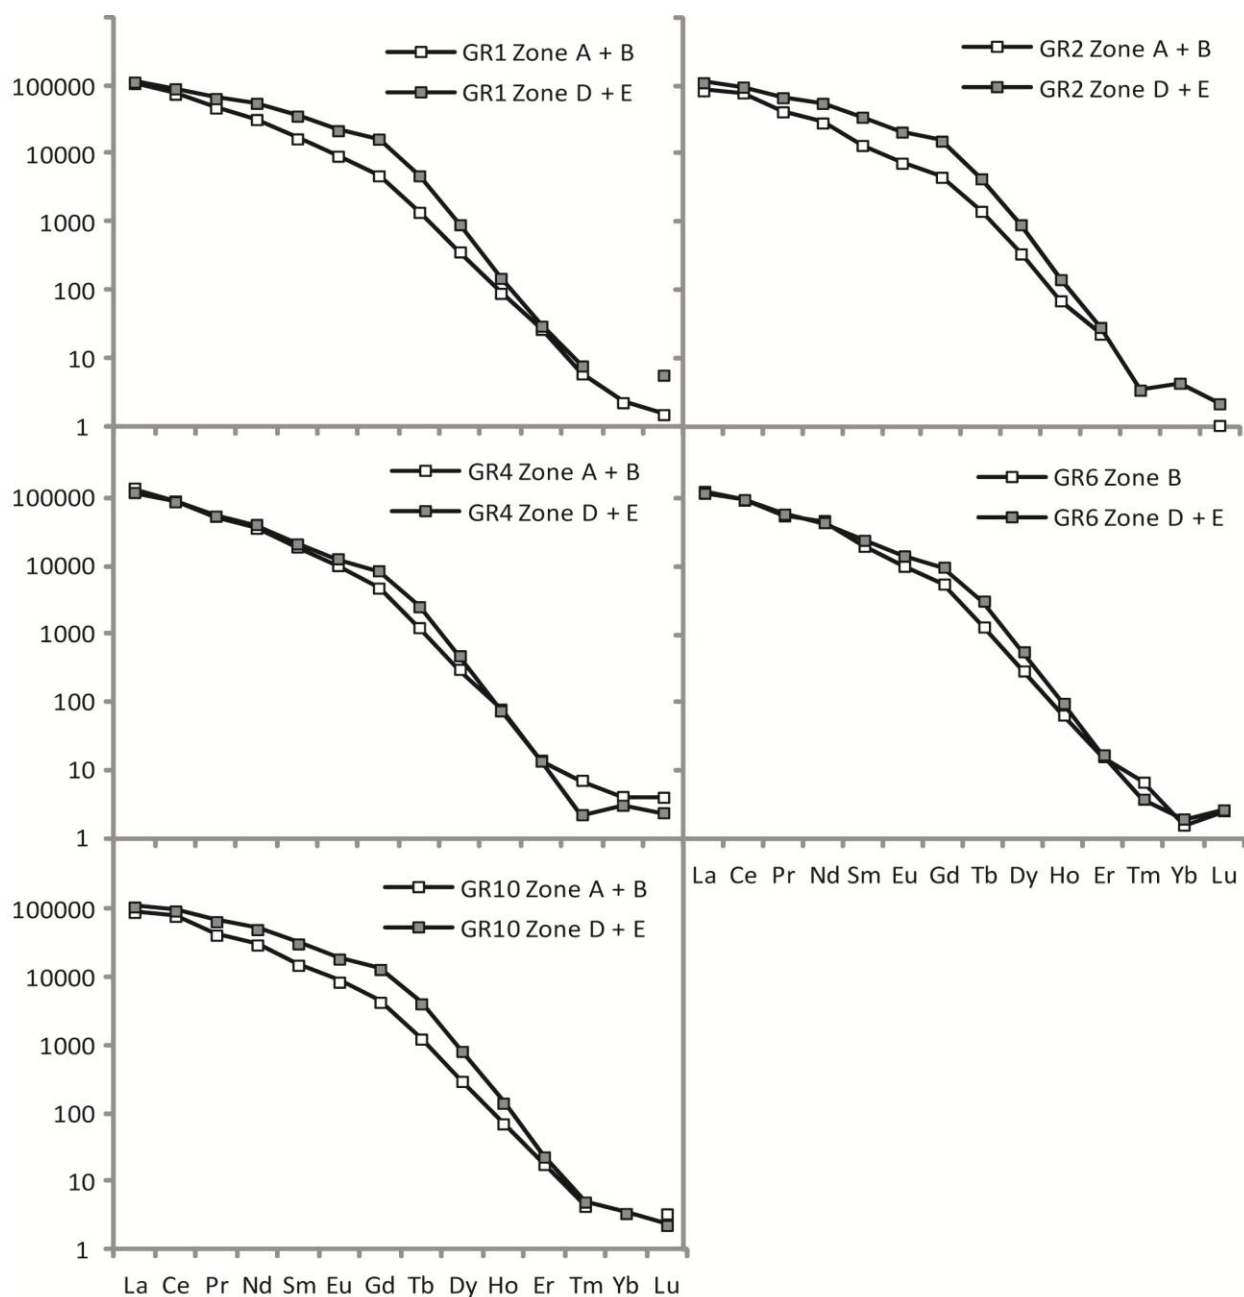 GR1 Zone A + B
GR1 Zone D + E
100000
10000
1000
100
10
1
GR2 Zone A + B
GR2 Zone D + E
GR4 Zone A + B
GR4 Zone D + E
100000
10000
1000
100
10
1
GR6 Zone B
GR6 Zone D + E
La Ce Pr Nd Sm Eu Gd Tb Dy Ho Er Tm Yb Lu
GR10 Zone A + B
GR10 Zone D + E
100000
10000
1000
100
10
1
La Ce Pr Nd Sm Eu Gd Tb Dy Ho Er Tm Yb Lu